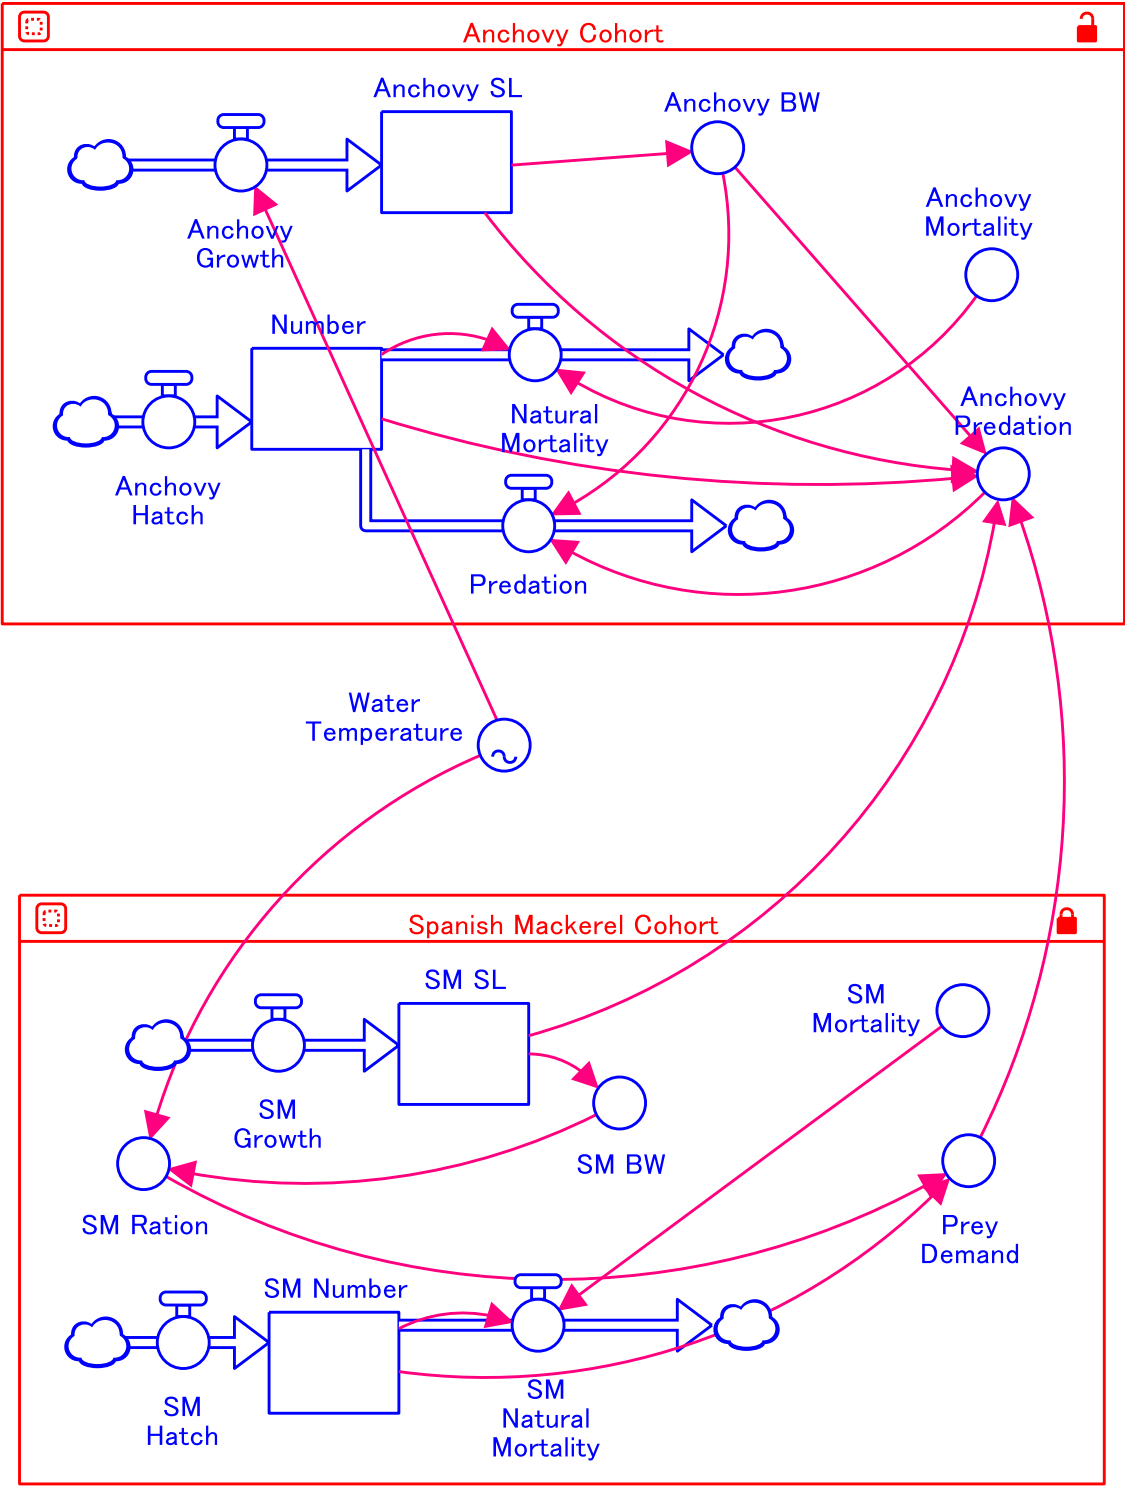 Anchovy Cohort
Anchovy SL
Anchovy BW
Anchovy
Growth
Anchovy
Mortality
Number
Anchovy
Predation
Natural
Mortality
Anchovy
Hatch
Predation
Water
Temperature
Spanish Mackerel Cohort
SM SL
SM
Mortality
SM
Growth
SM BW
SM Ration
Prey
Demand
SM Number
SM
Hatch
SM
Natural
Mortality